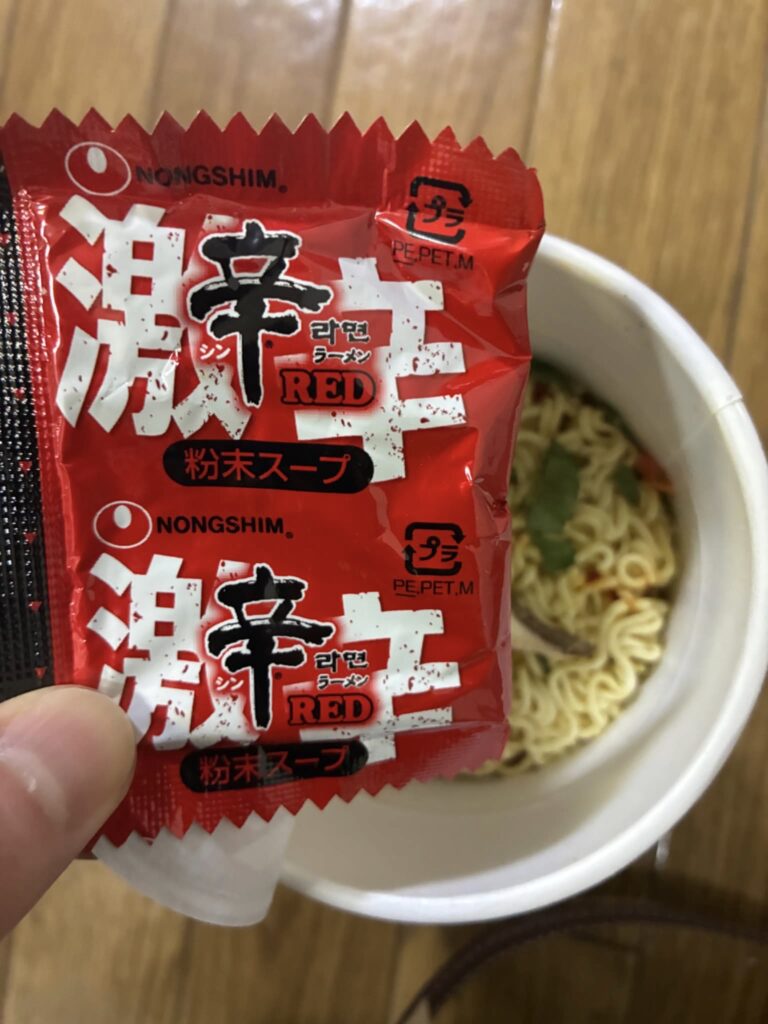 NONGSHIM®
プラ
PE,PET,M
激辛
辛
シン
라면
ラーメン
RED
粉末スープ
NONGSHIM®
プラ
PE,PET,M
激辛
辛
シン
라면
ラーメン
RED
粉末スープ